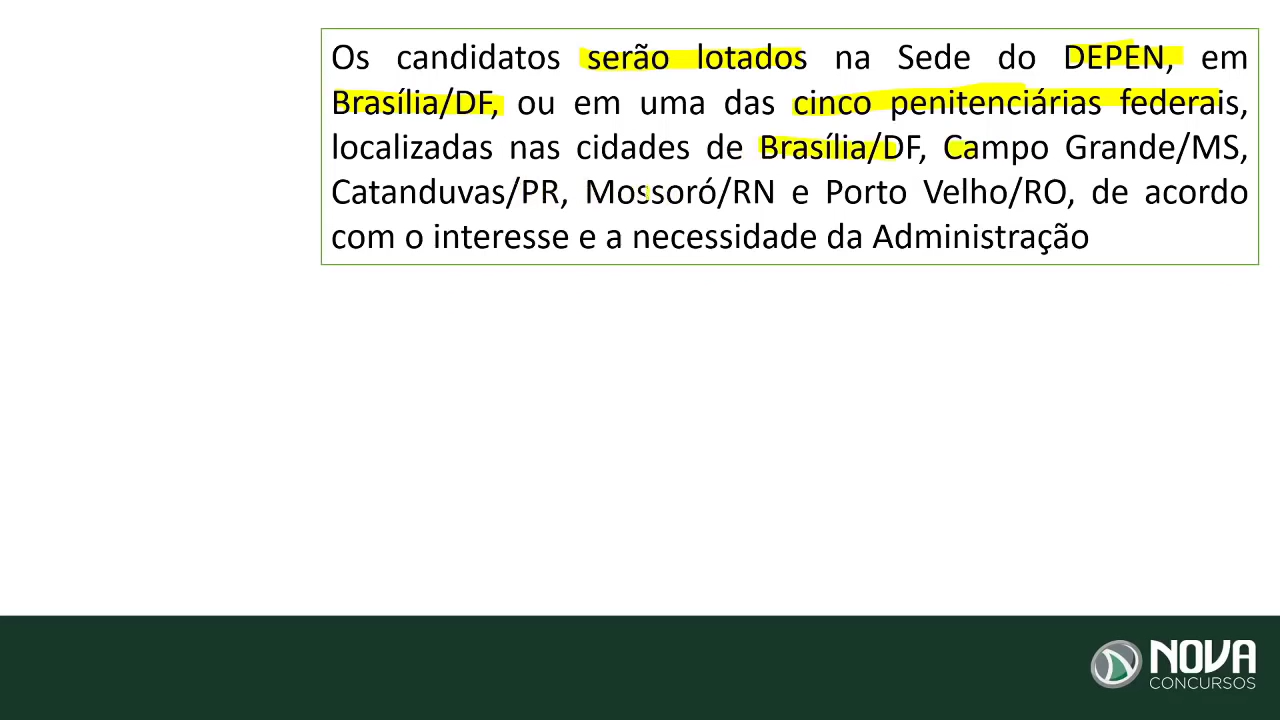 Os candidatos serão lotados na Sede do DEPEN, em
Brasília/DF, ou em uma das cinco penitenciárias federais,
localizadas nas cidades de Brasília/DF, Campo Grande/MS,
Catanduvas/PR, Mossoró/RN e Porto Velho/RO, de acordo
com o interesse e a necessidade da Administração
NOVA
CONCURSOS